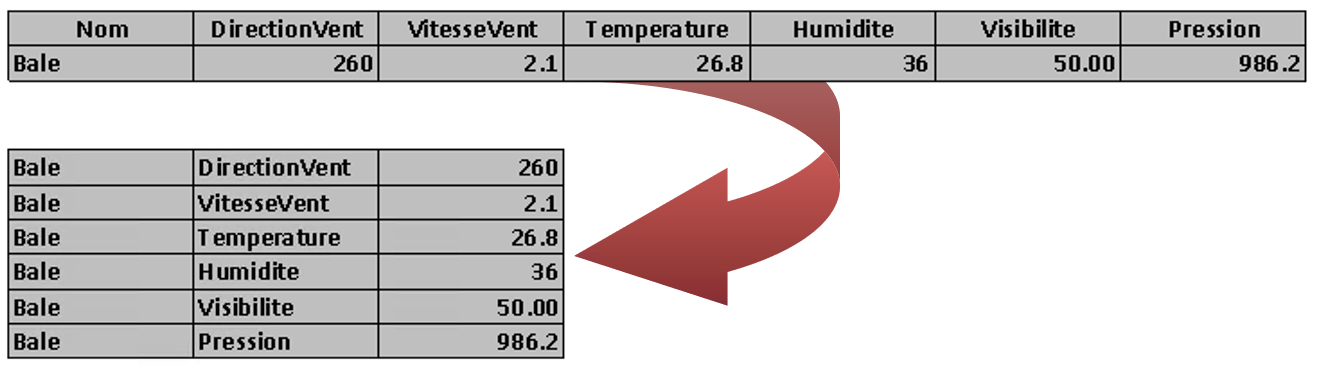 Nom DirectionVent VitesseVent Temperature Humidite Visibilite Pression
Bale 260 2.1 26.8 36 50.00 986.2
Bale DirectionVent 260
Bale VitesseVent 2.1
Bale Temperature 26.8
Bale Humidite 36
Bale Visibilite 50.00
Bale Pression 986.2